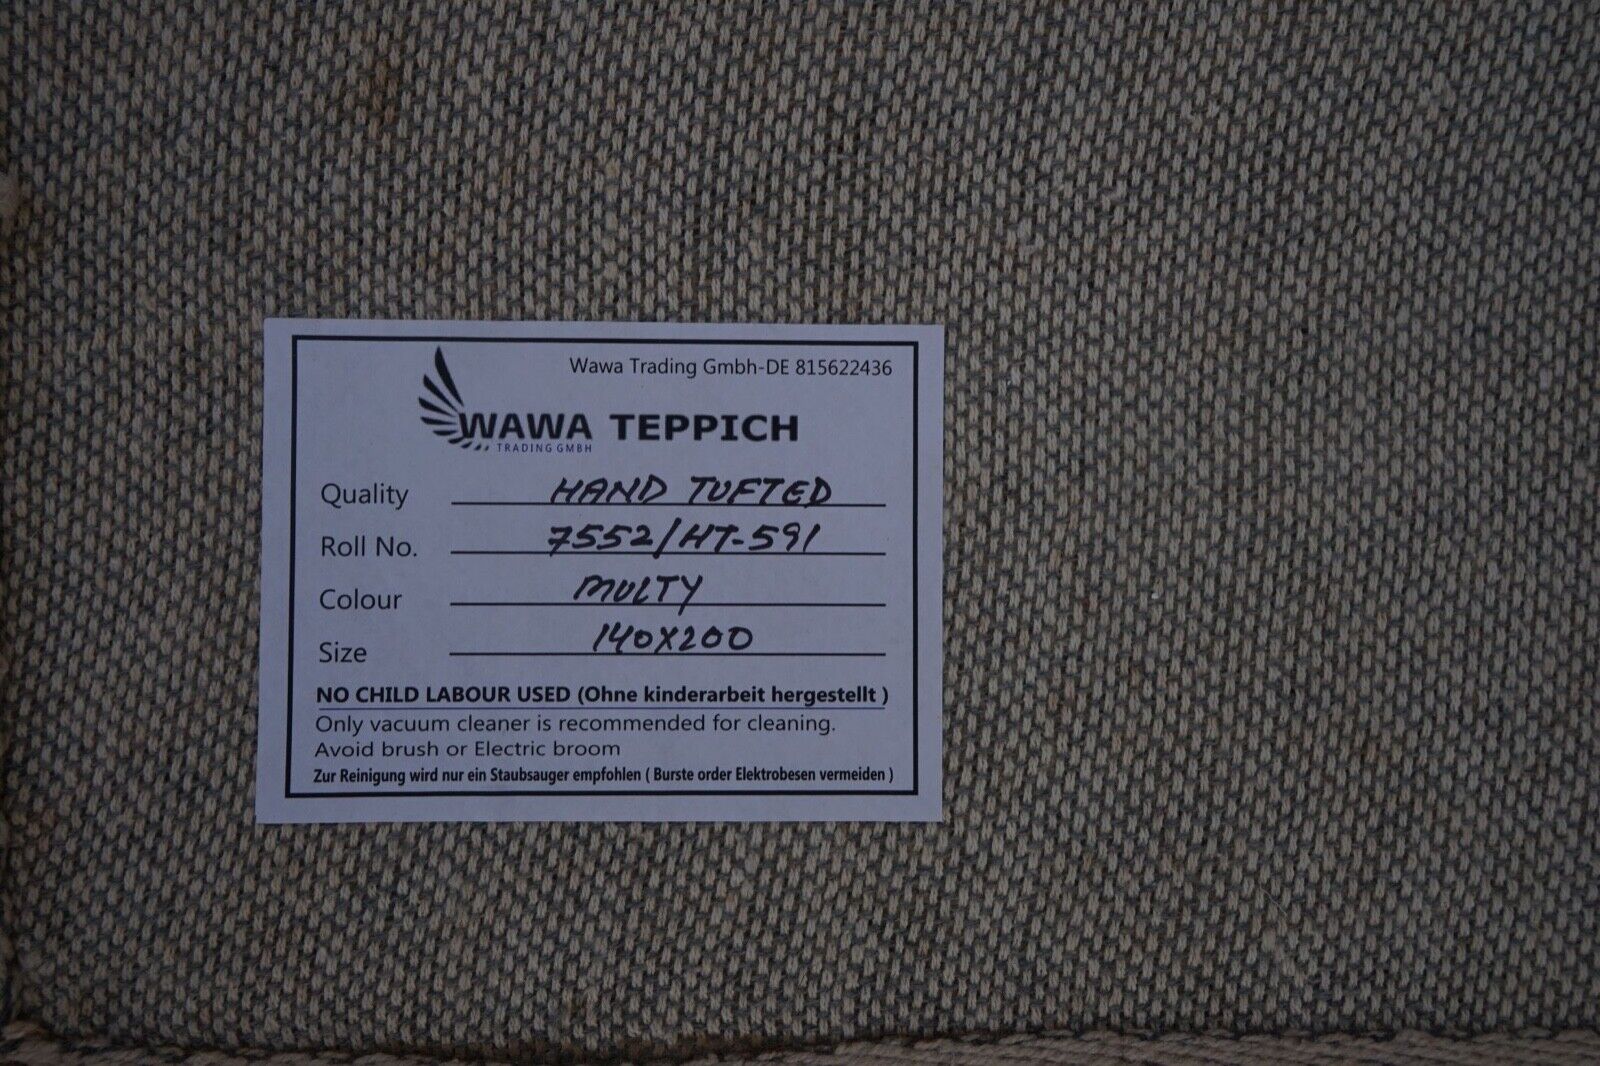 Wawa Trading Gmbh-DE 815622436
WAWA TEPPICH
TRADING GMBH
Quality HAND TUFTED
Roll No. 7552/HT-591
Colour MULTY
Size 140X200
NO CHILD LABOUR USED (Ohne kinderarbeit hergestellt )
Only vacuum cleaner is recommended for cleaning.
Avoid brush or Electric broom
Zur Reinigung wird nur ein Staubsauger empfohlen ( Burste order Elektrobesen vermeiden )